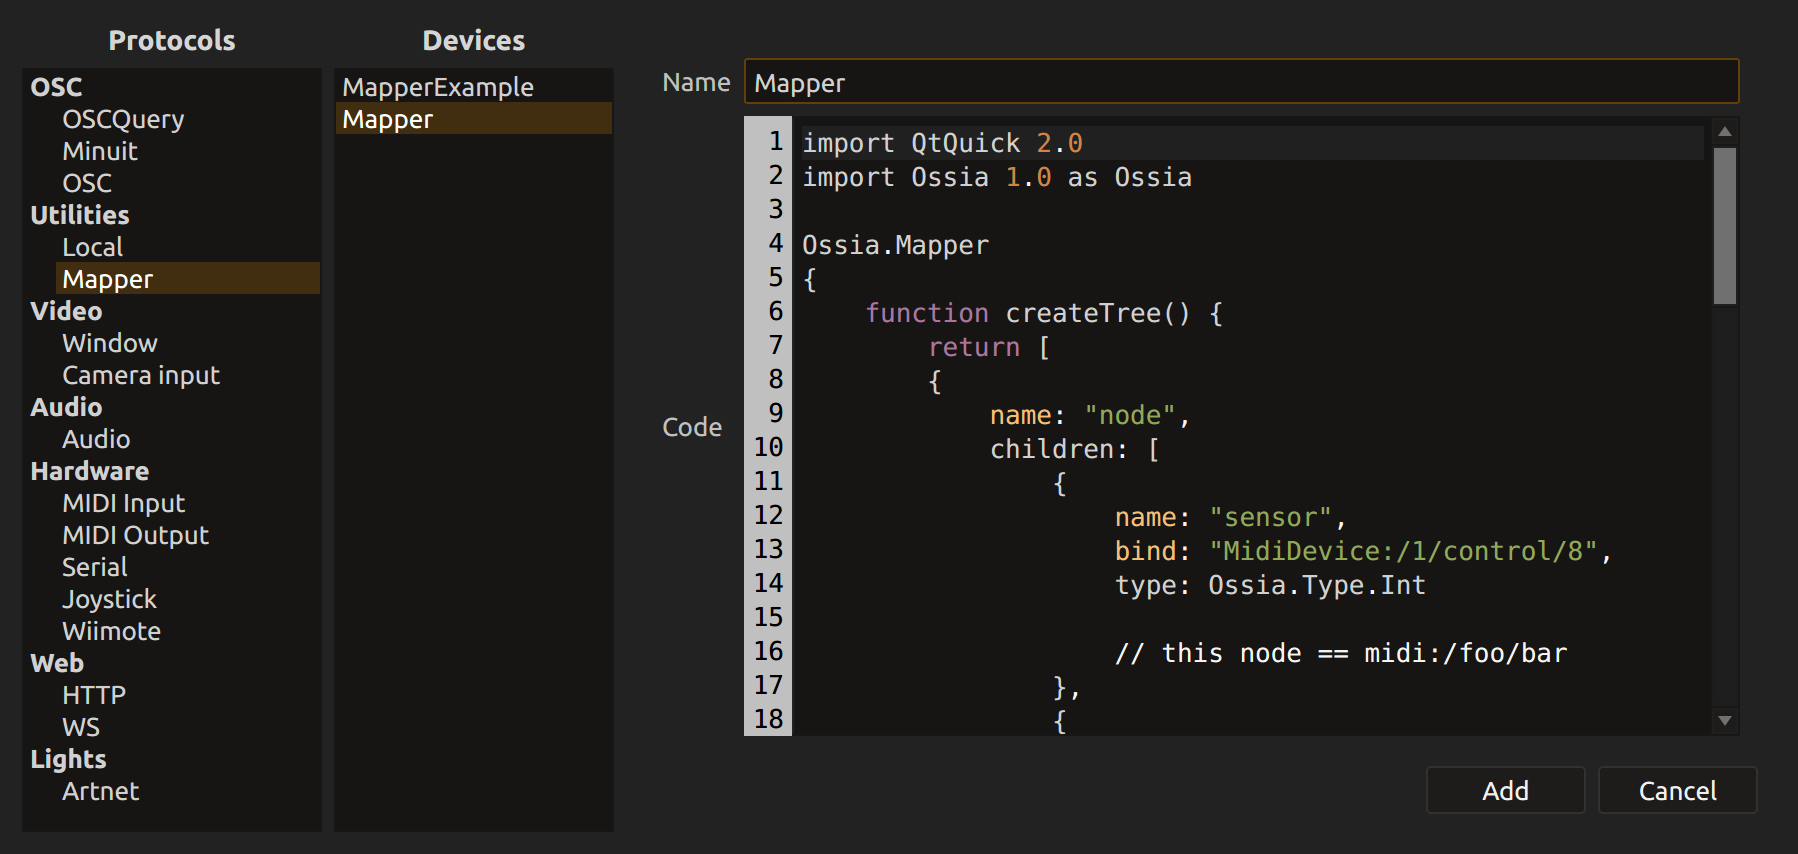 Protocols
OSC
OSCQuery
Minuit
OSC
Utilities
Local
Mapper
Video
Window
Camera input
Audio
Audio
Hardware
MIDI Input
MIDI Output
Serial
Joystick
Wiimote
Web
HTTP
WS
Lights
Artnet
Devices
MapperExample
Mapper
Name Mapper
Code
1 import QtQuick 2.0
2 import Ossia 1.0 as Ossia
3
4 Ossia.Mapper
5 {
6 function createTree() {
7 return [
8 {
9 name: "node",
10 children: [
11 {
12 name: "sensor",
13 bind: "MidiDevice:/1/control/8",
14 type: Ossia.Type.Int
15
16 // this node == midi:/foo/bar
17 },
18 {
Add Cancel